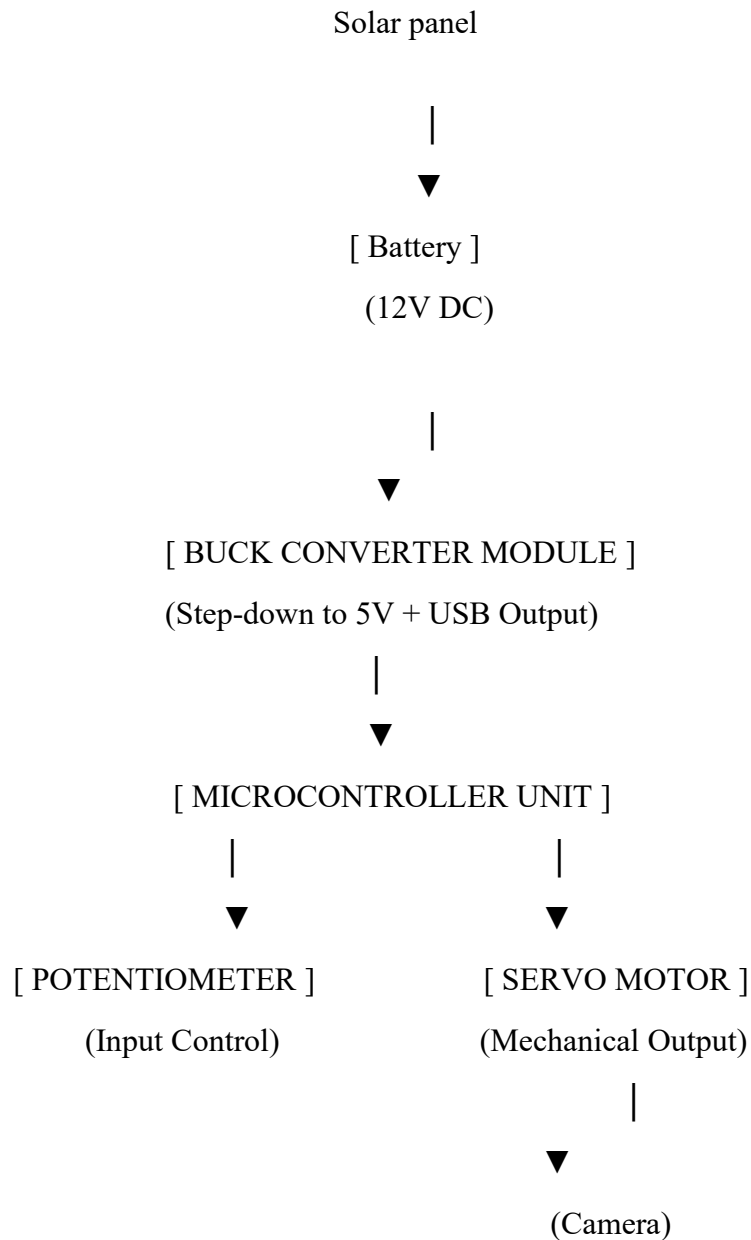 Solar panel
|
▼
[ Battery ]
(12V DC)
|
▼
[ BUCK CONVERTER MODULE ]
(Step-down to 5V + USB Output)
|
▼
[ MICROCONTROLLER UNIT ]
| |
▼ ▼
[ POTENTIOMETER ] [ SERVO MOTOR ]
(Input Control) (Mechanical Output)
|
▼
(Camera)